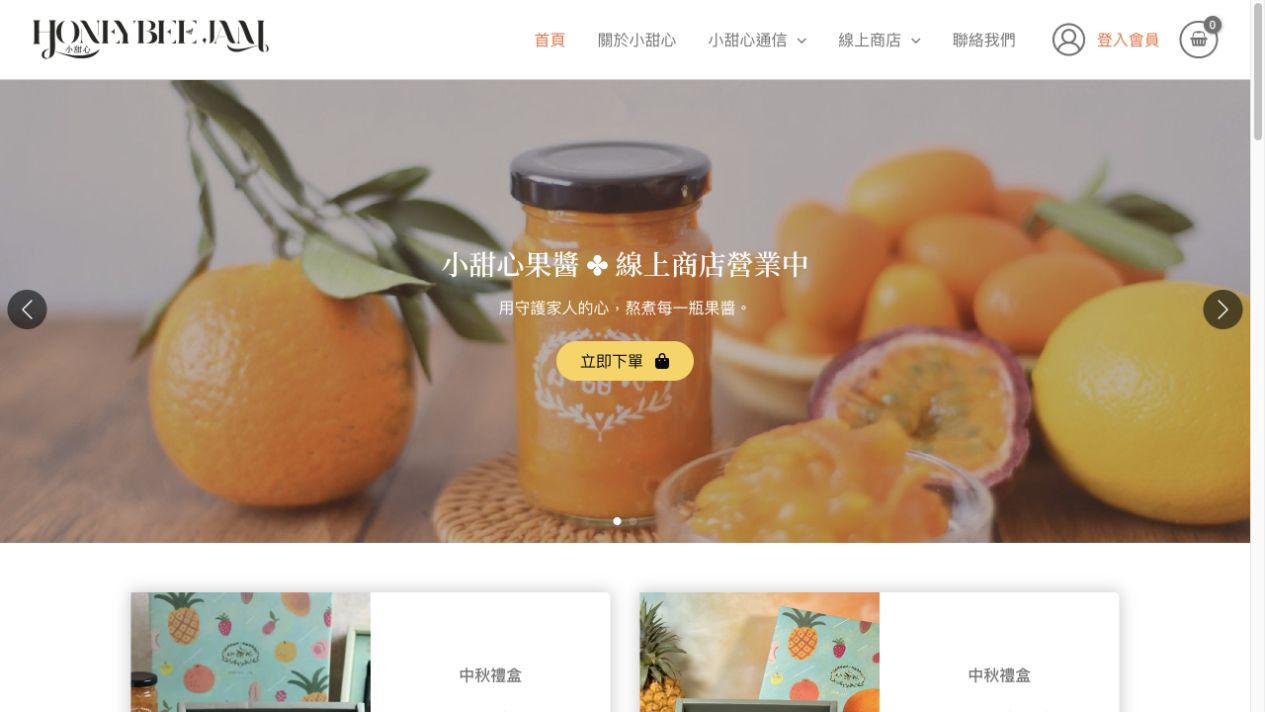 HONEYBEE JAM
小甜心
首頁
關於小甜心
小甜心通信
線上商店
聯絡我們
登入會員
0
小甜心果醬 ✤ 線上商店營業中
用守護家人的心，熬煮每一瓶果醬。
立即下單
中秋禮盒
中秋禮盒